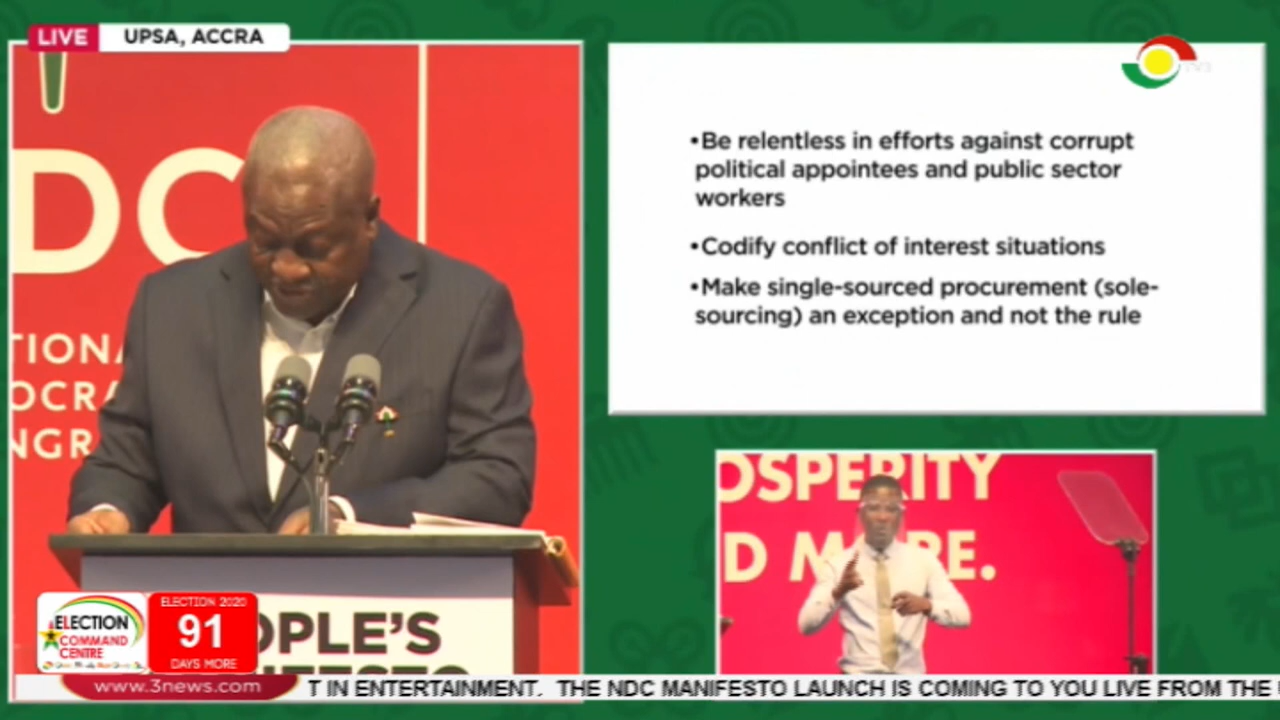 LIVE
UPSA, ACCRA
DC
TIONA
OCRA
NGR
•Be relentless in efforts against corrupt
political appointees and public sector
workers
•Codify conflict of interest situations
•Make single-sourced procurement (sole-
sourcing) an exception and not the rule
OSPERITY
D M RE.
OPLE'S
ELECTION
COMMAND
CENTRE
ELECTION 2020
91
DAYS MORE
www.3news.com
T IN ENTERTAINMENT. THE NDC MANIFESTO LAUNCH IS COMING TO YOU LIVE FROM THE